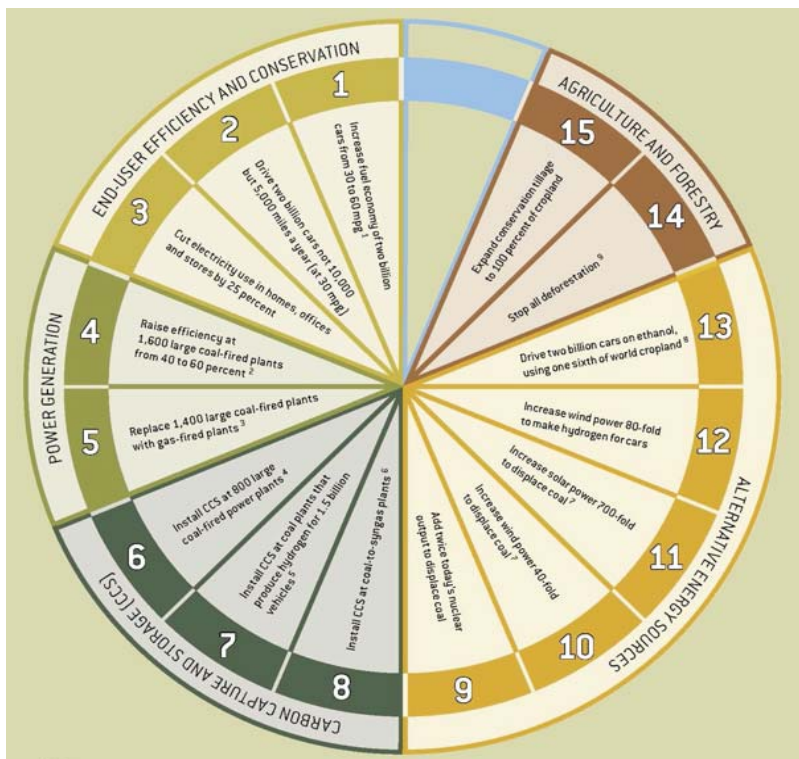 END-USER EFFICIENCY AND CONSERVATION
1
Increase fuel economy of two billion
cars from 30 to 60 mpg 1
2
Drive two billion cars not 10,000
but 5,000 miles a year (at 30 mpg)
3
Cut electricity use in homes, offices
and stores by 25 percent
POWER GENERATION
4
Raise efficiency at
1,600 large coal-fired plants
from 40 to 60 percent 2
5
Replace 1,400 large coal-fired plants
with gas-fired plants 3
CARBON CAPTURE AND STORAGE (CCS)
6
Install CCS at 800 large
coal-fired power plants 4
7
Install CCS at coal plants that
produce hydrogen for 1.5 billion
vehicles 5
8
Install CCS at coal-to-syngas plants 6
ALTERNATIVE ENERGY SOURCES
9
Add twice today's nuclear
output to displace coal
10
Increase wind power 40-fold
to displace coal 7
11
Increase solar power 700-fold
to displace coal 7
12
Increase wind power 80-fold
to make hydrogen for cars
13
Drive two billion cars on ethanol,
using one sixth of world cropland 8
AGRICULTURE AND FORESTRY
14
Stop all deforestation 9
15
Expand conservation tillage
to 100 percent of cropland